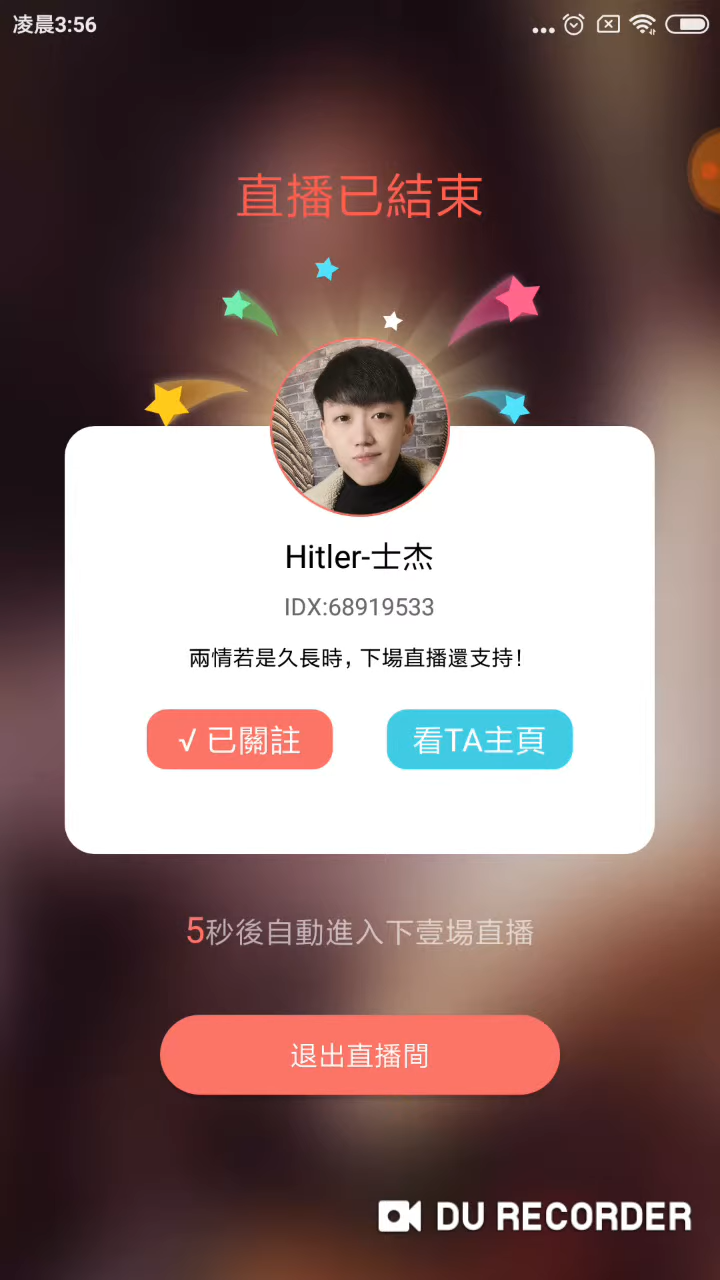 凌晨3:56
直播已結束
Hitler-士杰
IDX:68919533
兩情若是久長時，下場直播還支持！
√ 已關註
看TA主頁
5秒後自動進入下壹場直播
退出直播間
DU RECORDER